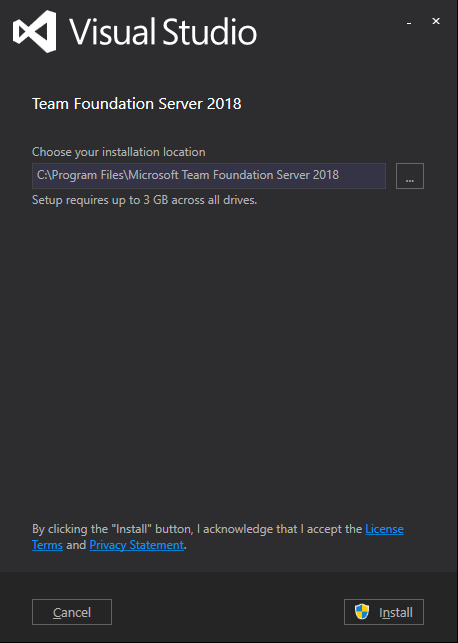 Visual Studio
Team Foundation Server 2018
Choose your installation location
C:\Program Files\Microsoft Team Foundation Server 2018
...
Setup requires up to 3 GB across all drives.
By clicking the "Install" button, I acknowledge that I accept the License
Terms and Privacy Statement.
Cancel
Install